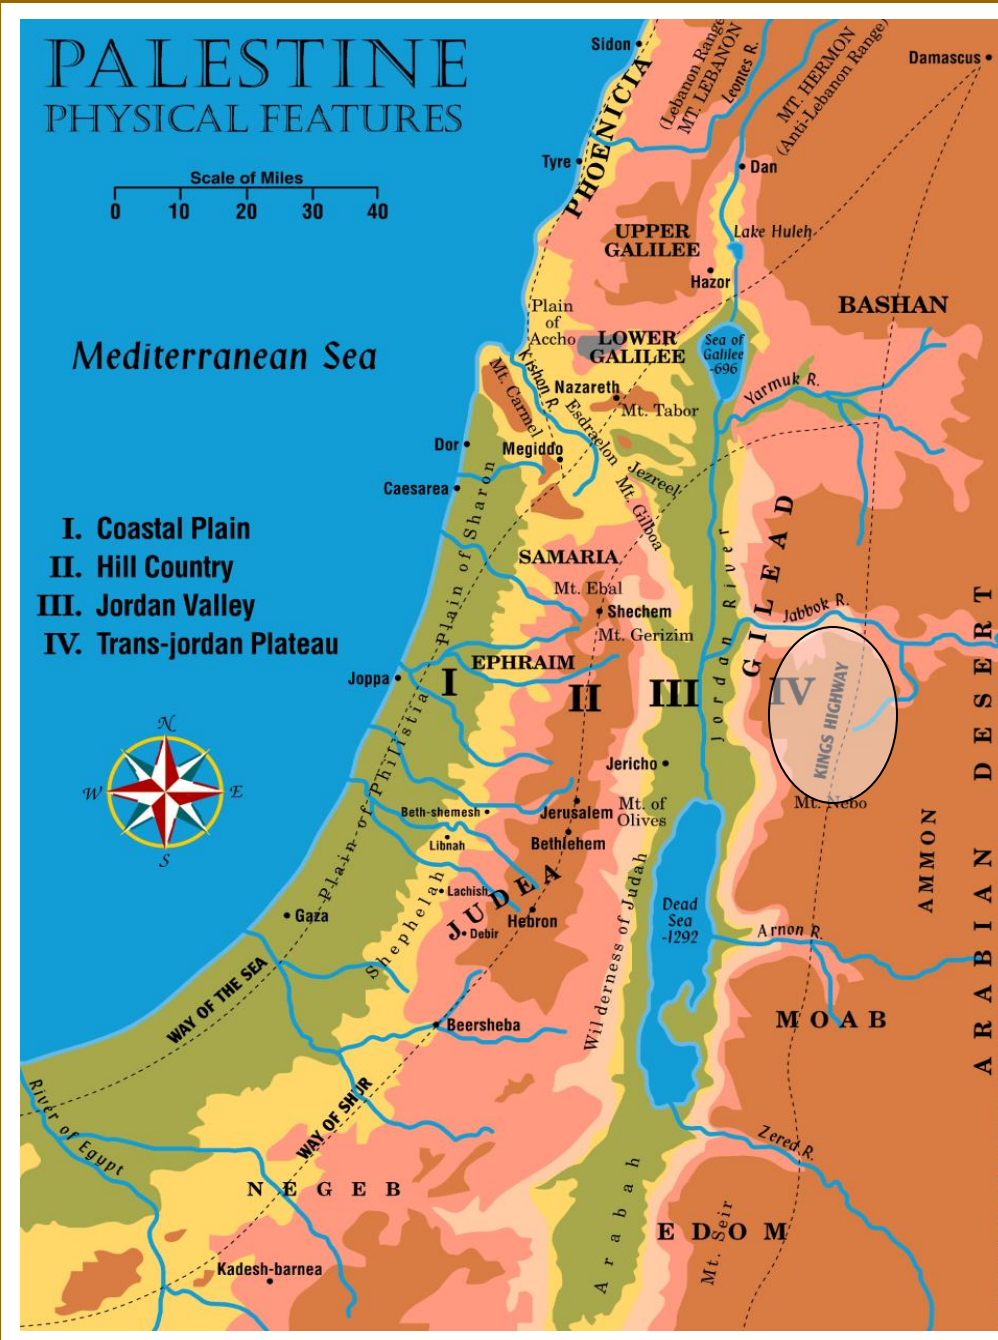 PALESTINE
PHYSICAL FEATURES
Scale of Miles
0 10 20 30 40
Sidon
Damascus
PHOENICIA
(Lebanon Range)
MT. LEBANON
Leontes R.
MT. HERMON
(Anti-Lebanon Range)
Tyre
Dan
UPPER
GALILEE
Lake Huleh
Hazor
BASHAN
Plain
of
Accho
LOWER
GALILEE
Sea of
Galilee
-696
Mediterranean Sea
Kishon R.
Mt. Carmel
Nazareth
Mt. Tabor
Yarmuk R.
Esdraelon
Dor
Megiddo
Jezreel
Caesarea
Mt. Gilboa
Plain of Sharon
I. Coastal Plain
II. Hill Country
III. Jordan Valley
IV. Trans-jordan Plateau
SAMARIA
Mt. Ebal
Shechem
Mt. Gerizim
Jordan River
GILEAD
Jabbok R.
EPHRAIM
Joppa
I
II
III
IV
KINGS HIGHWAY
ARABIAN DESERT
N
W
E
S
Plain of Philistia
Jericho
Mt. Nebo
Beth-shemesh
Jerusalem
Mt. of
Olives
Libnah
Bethlehem
AMMON
Lachish
JUDEA
Shephelah
Hebron
Debir
Gaza
Dead
Sea
-1292
Arnon R.
Wilderness of Judah
WAY OF THE SEA
Beersheba
MOAB
River of Egypt
WAY OF SHUR
Zered R.
NEGEB
Arabah
EDOM
Mt. Seir
Kadesh-barnea